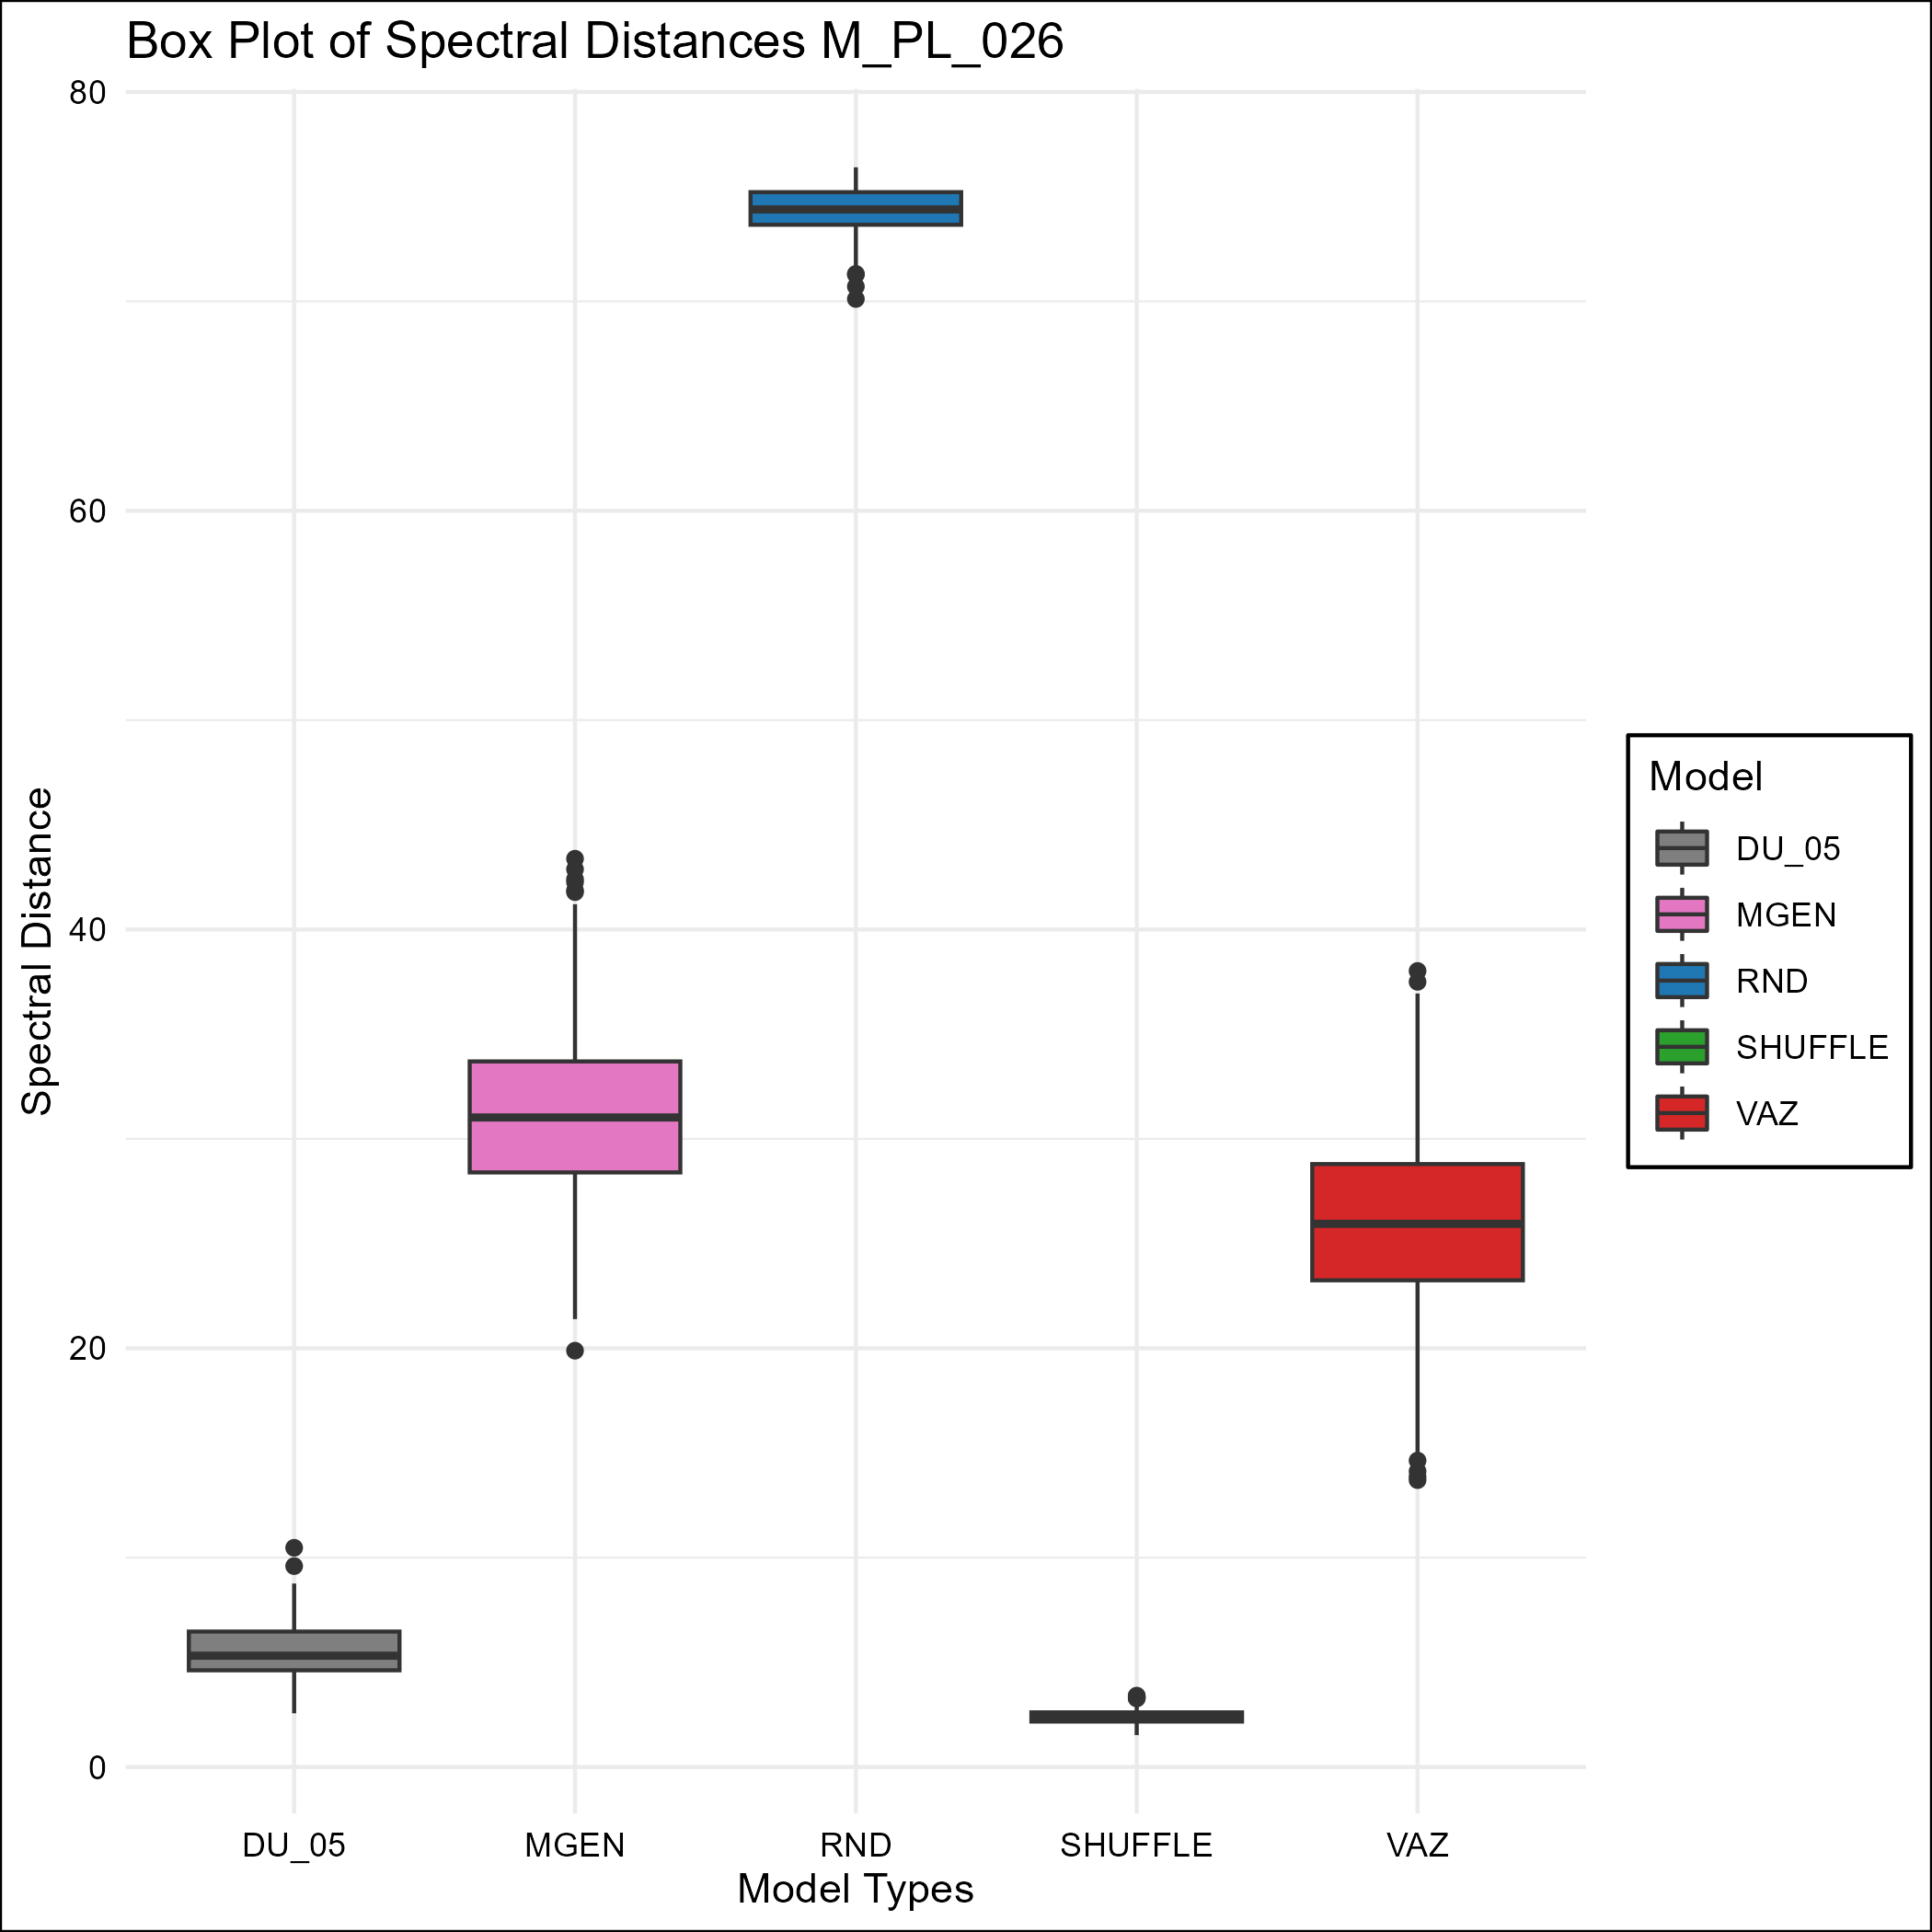 Box Plot of Spectral Distances M_PL_026
80
60
40
20
0
Spectral Distance
DU_05
MGEN
RND
SHUFFLE
VAZ
Model Types
Model
DU_05
MGEN
RND
SHUFFLE
VAZ